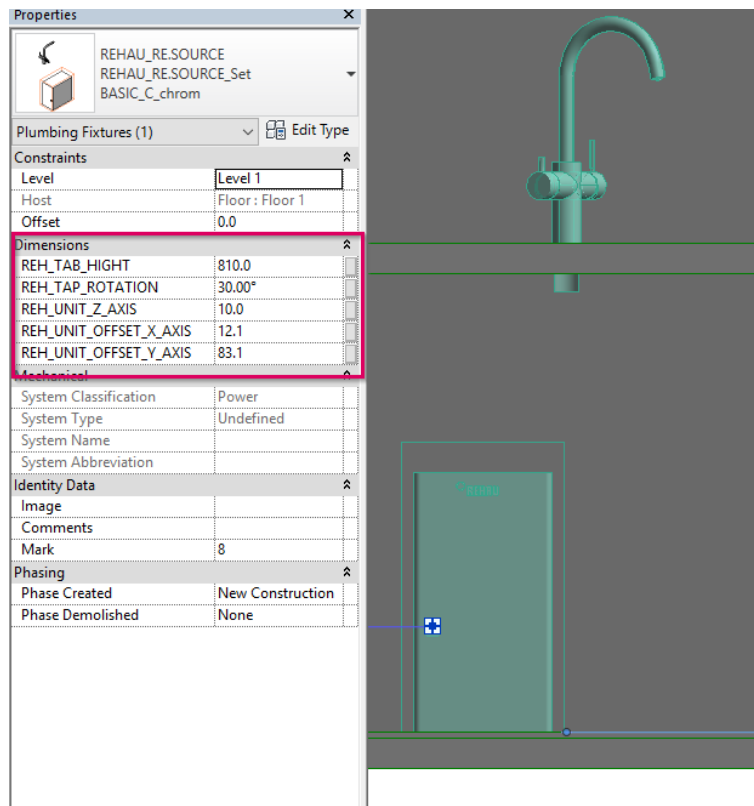 Properties
REHAU_RE.SOURCE
REHAU_RE.SOURCE_Set
BASIC_C_chrom
Plumbing Fixtures (1) Edit Type
Constraints
Level Level 1
Host Floor : Floor 1
Offset 0.0
Dimensions
REH_TAB_HIGHT 810.0
REH_TAP_ROTATION 30.00°
REH_UNIT_Z_AXIS 10.0
REH_UNIT_OFFSET_X_AXIS 12.1
REH_UNIT_OFFSET_Y_AXIS 83.1
Mechanical
System Classification Power
System Type Undefined
System Name
System Abbreviation
Identity Data
Image
Comments
Mark 8
Phasing
Phase Created New Construction
Phase Demolished None
REHAU